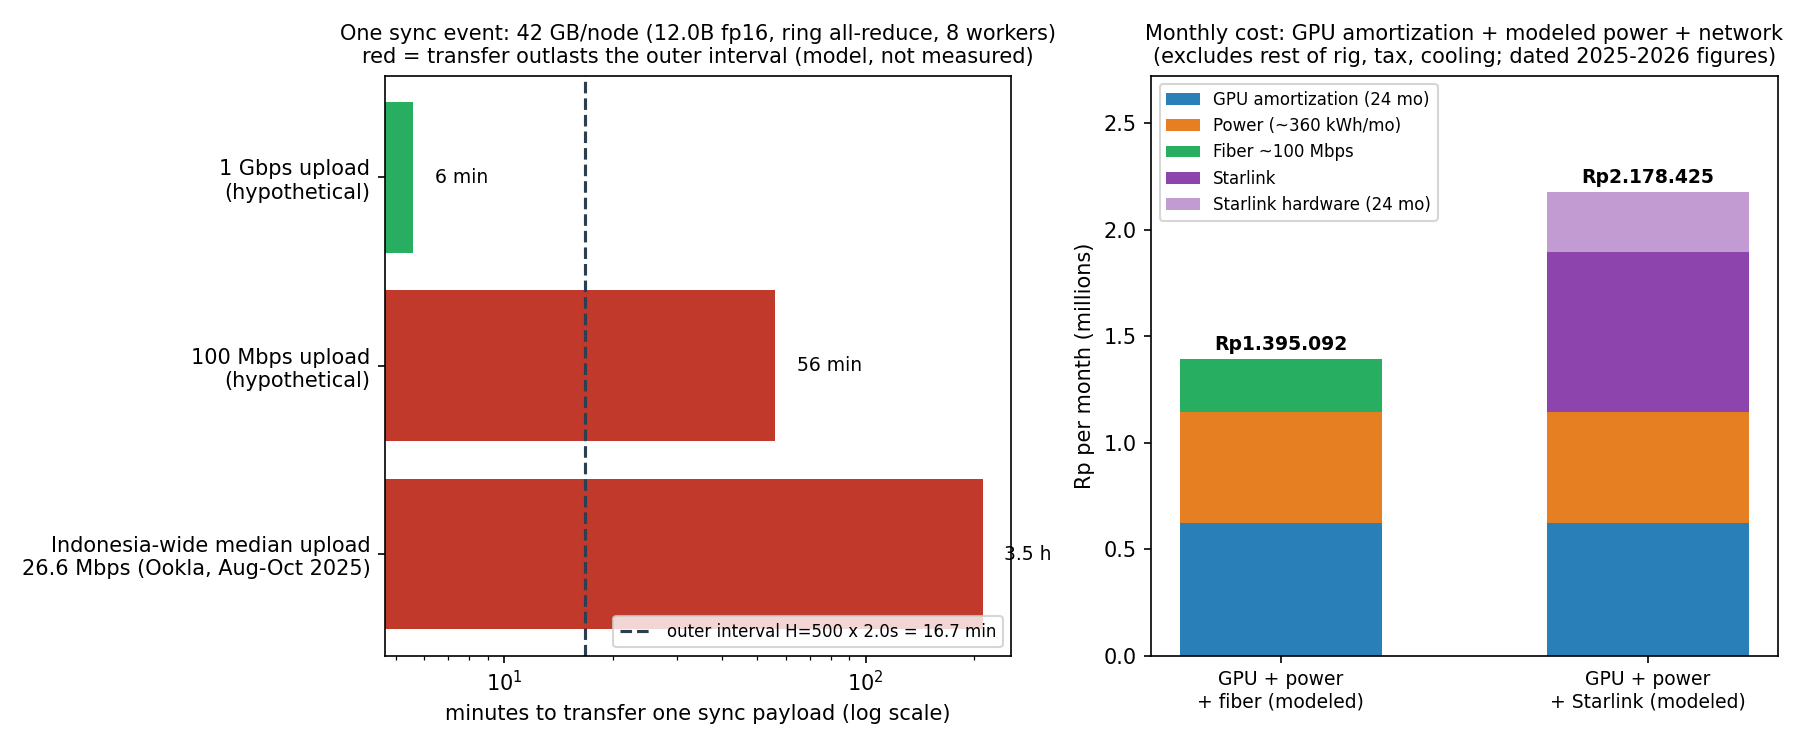 One sync event: 42 GB/node (12.0B fp16, ring all-reduce, 8 workers)
red = transfer outlasts the outer interval (model, not measured)
1 Gbps upload
(hypothetical)
6 min
100 Mbps upload
(hypothetical)
56 min
Indonesia-wide median upload
26.6 Mbps (Ookla, Aug-Oct 2025)
3.5 h
outer interval H=500 x 2.0s = 16.7 min
10¹
10²
minutes to transfer one sync payload (log scale)
Monthly cost: GPU amortization + modeled power + network
(excludes rest of rig, tax, cooling; dated 2025-2026 figures)
GPU amortization (24 mo)
Power (~360 kWh/mo)
Fiber ~100 Mbps
Starlink
Starlink hardware (24 mo)
Rp per month (millions)
2.5
2.0
1.5
1.0
0.5
0.0
Rp1.395.092
Rp2.178.425
GPU + power
+ fiber (modeled)
GPU + power
+ Starlink (modeled)